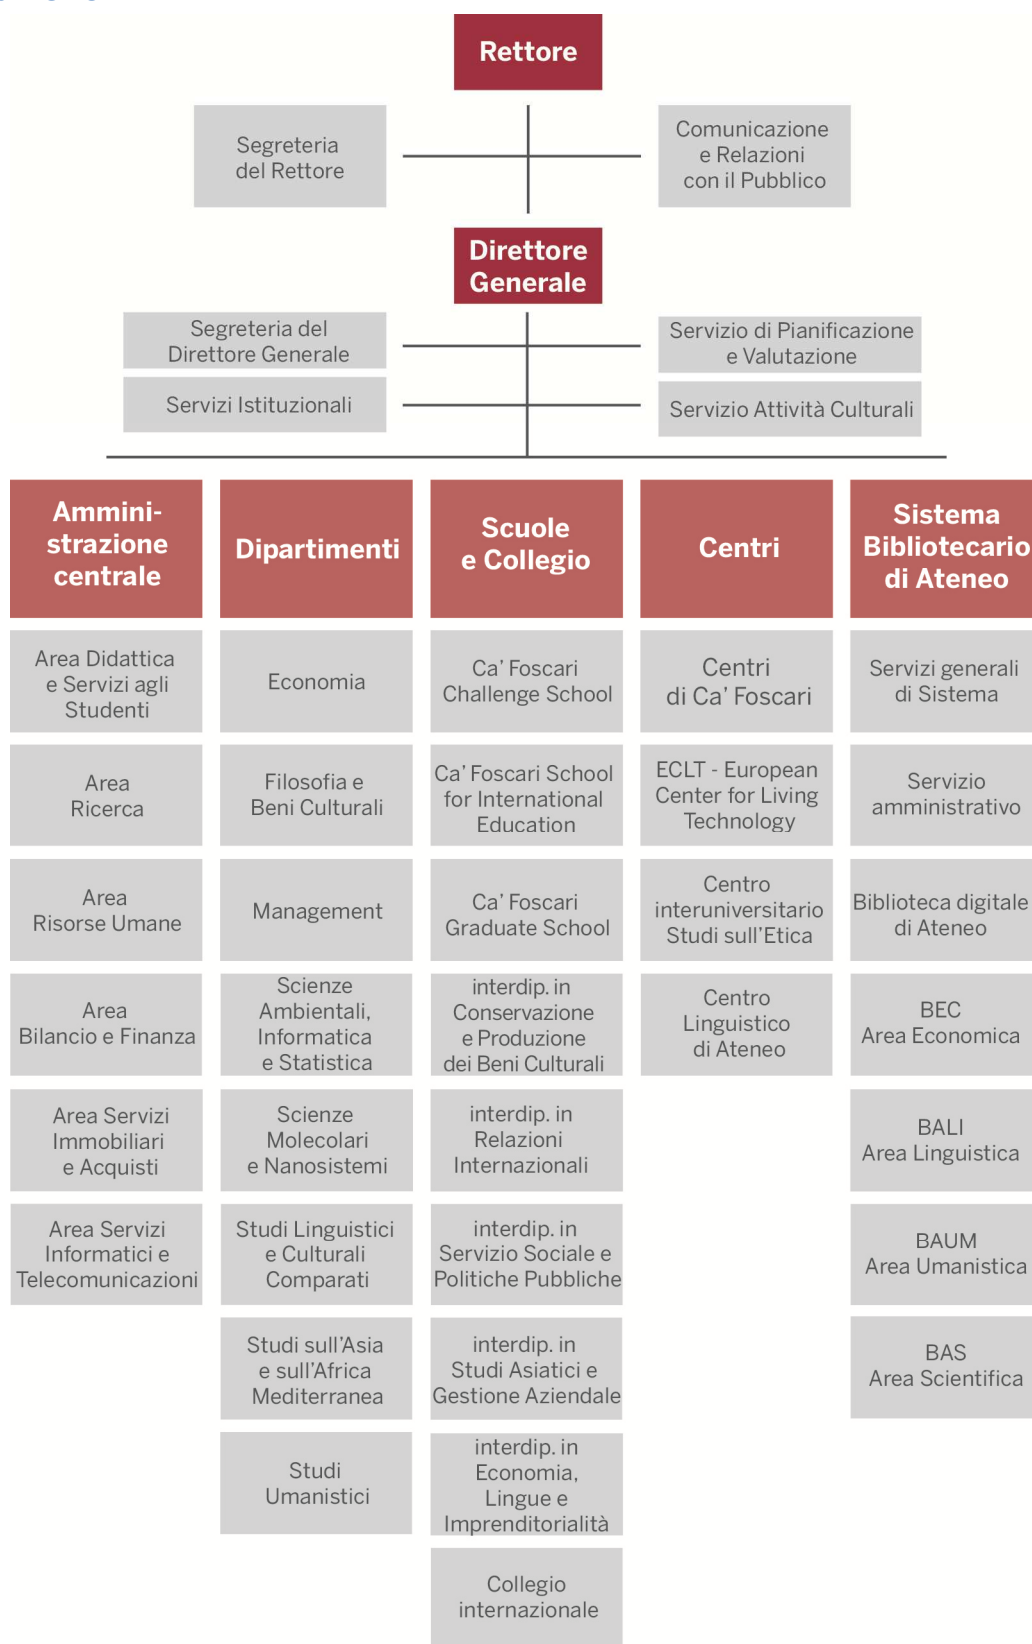 Rettore
Segreteria
del Rettore
Comunicazione
e Relazioni
con il Pubblico
Direttore
Generale
Segreteria del
Direttore Generale
Servizio di Pianificazione
e Valutazione
Servizi Istituzionali
Servizio Attività Culturali
Ammini-
strazione
centrale
Area Didattica
e Servizi agli
Studenti
Area
Ricerca
Area
Risorse Umane
Area
Bilancio e Finanza
Area Servizi
Immobiliari
e Acquisti
Area Servizi
Informatici e
Telecomunicazioni
Dipartimenti
Economia
Filosofia e
Beni Culturali
Management
Scienze
Ambientali,
Informatica
e Statistica
Scienze
Molecolari
e Nanosistemi
Studi Linguistici
e Culturali
Comparati
Studi sull'Asia
e sull'Africa
Mediterranea
Studi
Umanistici
Scuole
e Collegio
Ca' Foscari
Challenge School
Ca' Foscari School
for International
Education
Ca' Foscari
Graduate School
interdip. in
Conservazione
e Produzione
dei Beni Culturali
interdip. in
Relazioni
Internazionali
interdip. in
Servizio Sociale e
Politiche Pubbliche
interdip. in
Studi Asiatici e
Gestione Aziendale
interdip. in
Economia,
Lingue e
Imprenditorialità
Collegio
internazionale
Centri
Centri
di Ca' Foscari
ECLT - European
Center for Living
Technology
Centro
interuniversitario
Studi sull'Etica
Centro
Linguistico
di Ateneo
Sistema
Bibliotecario
di Ateneo
Servizi generali
di Sistema
Servizio
amministrativo
Biblioteca digitale
di Ateneo
BEC
Area Economica
BALI
Area Linguistica
BAUM
Area Umanistica
BAS
Area Scientifica